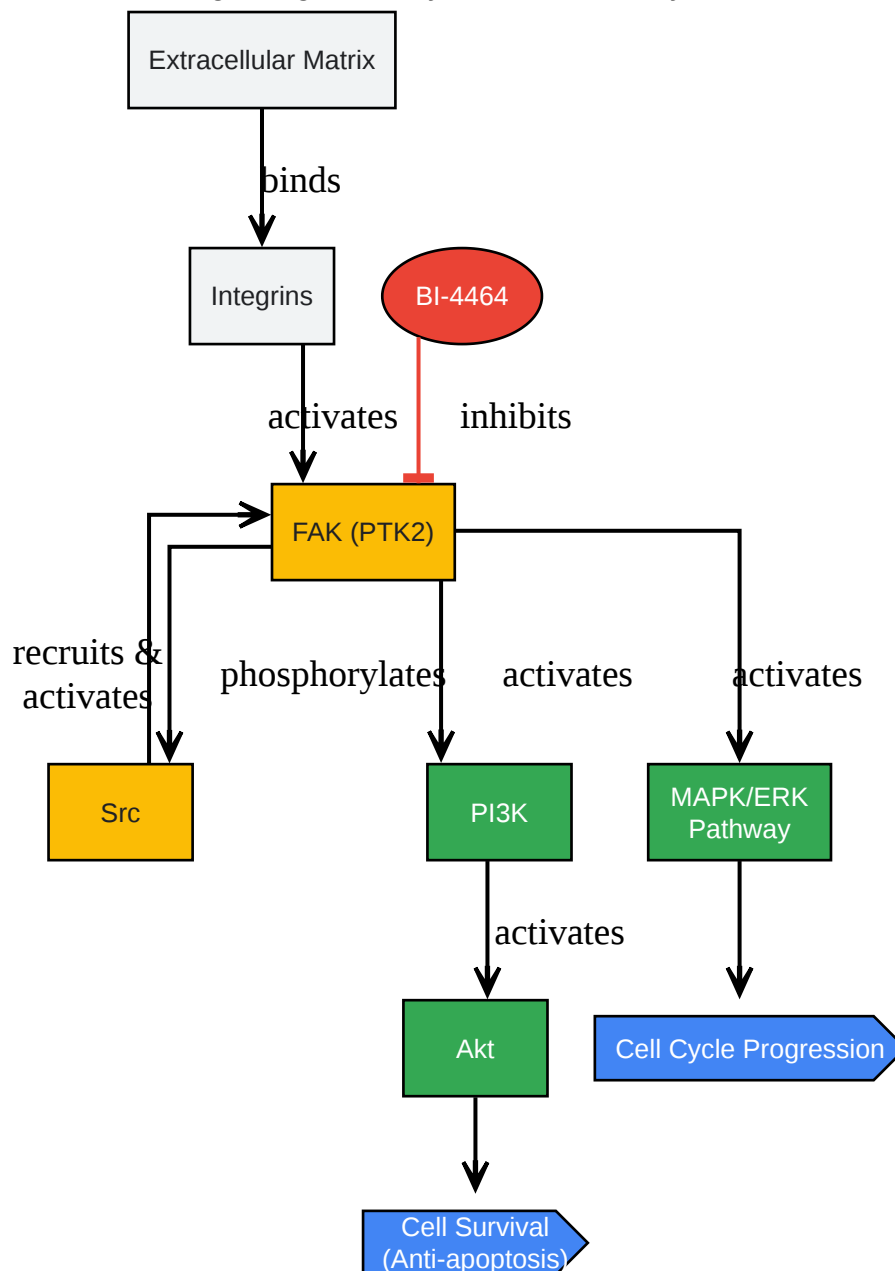 Extracellular Matrix
binds
Integrins
BI-4464
activates
inhibits
FAK (PTK2)
recruits &
activates
phosphorylates
activates
activates
Src
PI3K
MAPK/ERK
Pathway
activates
Akt
Cell Cycle Progression
Cell Survival
(Anti-apoptosis)